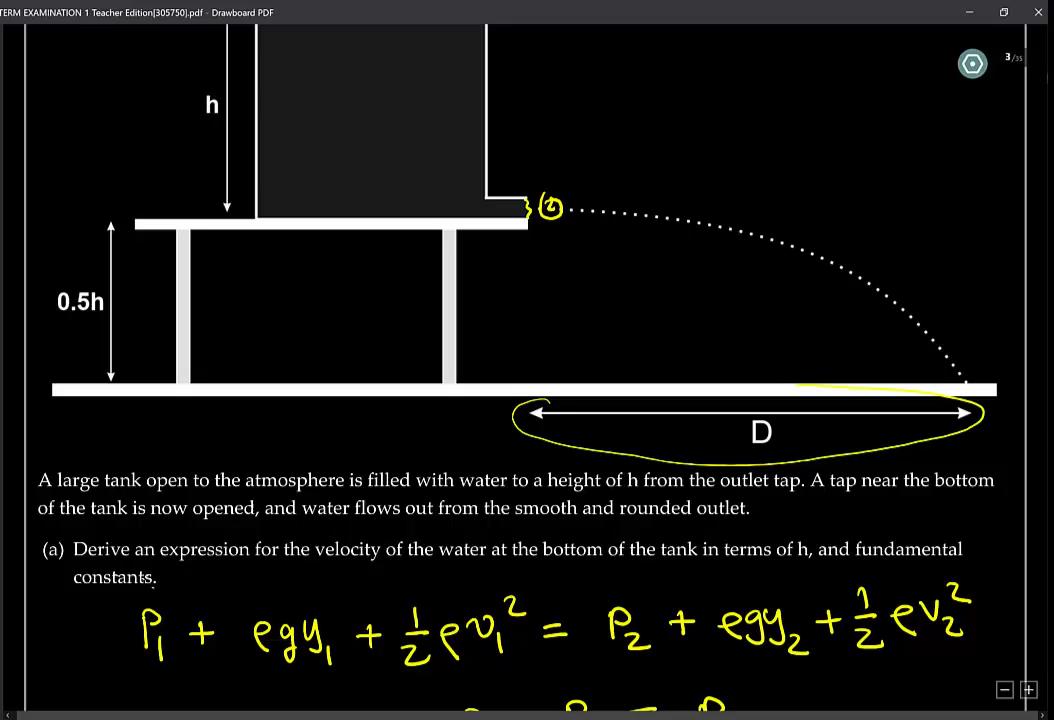 TERM EXAMINATION 1 Teacher Edition[305750].pdf - Drawboard PDF
3/35
h
②
0.5h
D
A large tank open to the atmosphere is filled with water to a height of h from the outlet tap. A tap near the bottom
of the tank is now opened, and water flows out from the smooth and rounded outlet.
(a) Derive an expression for the velocity of the water at the bottom of the tank in terms of h, and fundamental
constants.
P₁ + ρgy₁ + ½ρv₁² = P₂ + ρgy₂ + ½ρv₂²